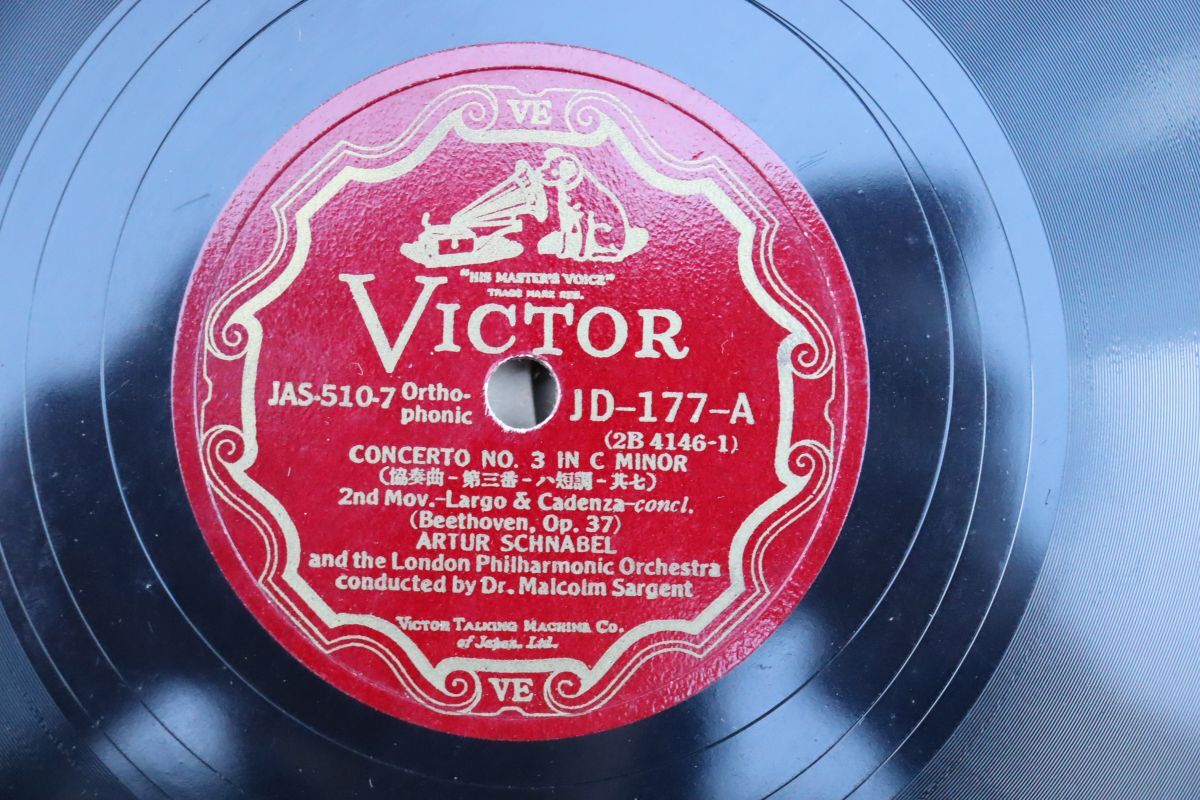 VE
"HIS MASTER'S VOICE"
TRADE MARK REG.
VICTOR
JAS-510-7 Ortho-phonic JD-177-A
(2B 4146-1)
CONCERTO NO. 3 IN C MINOR
(協奏曲-第三番-ハ短調-其七)
2nd Mov.-Largo & Cadenza-concl.
(Beethoven, Op. 37)
ARTUR SCHNABEL
and the London Philharmonic Orchestra
conducted by Dr. Malcolm Sargent
VICTOR TALKING MACHINE CO.
of Japan, Ltd.
VE